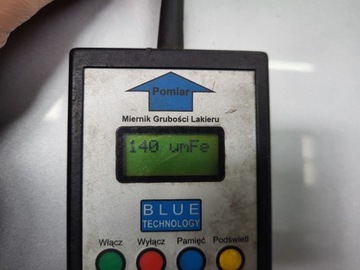 Pomiar
Miernik Grubości Lakieru
140 umFe
BLUE
TECHNOLOGY
Włącz Wyłącz Pamięć Podświetl